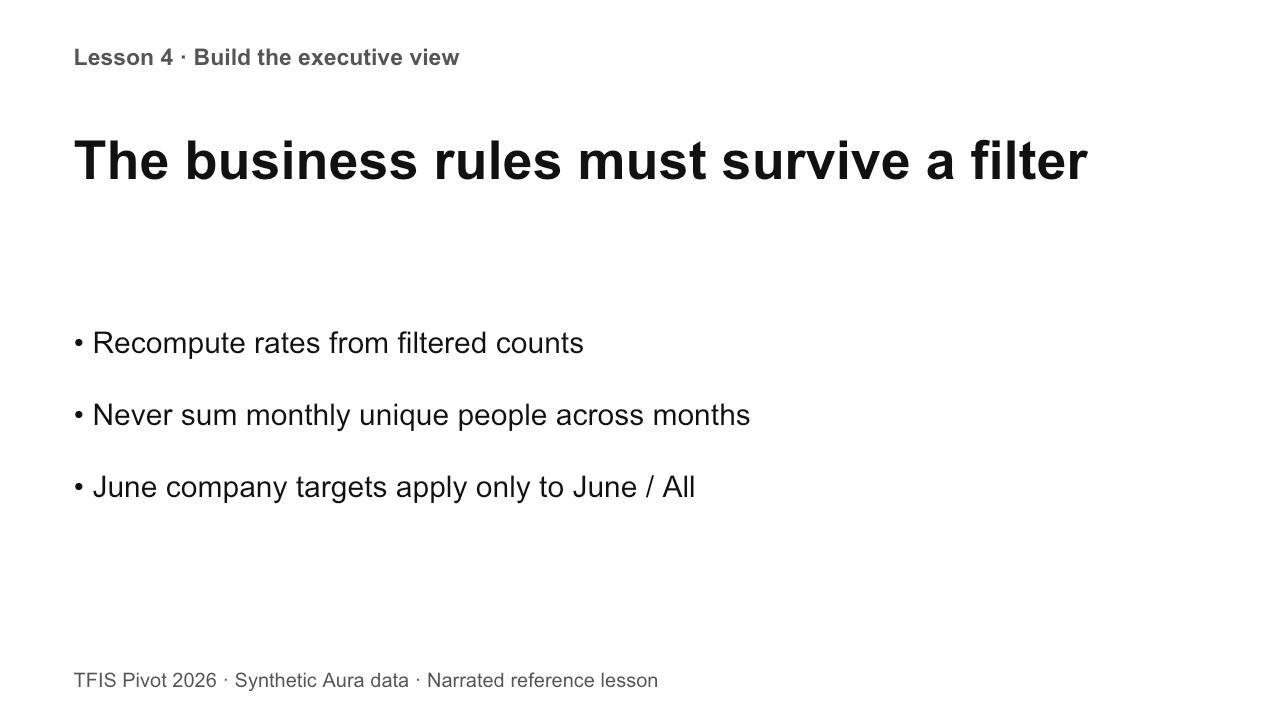 Lesson 4 · Build the executive view
The business rules must survive a filter
• Recompute rates from filtered counts
• Never sum monthly unique people across months
• June company targets apply only to June / All
TFIS Pivot 2026 · Synthetic Aura data · Narrated reference lesson